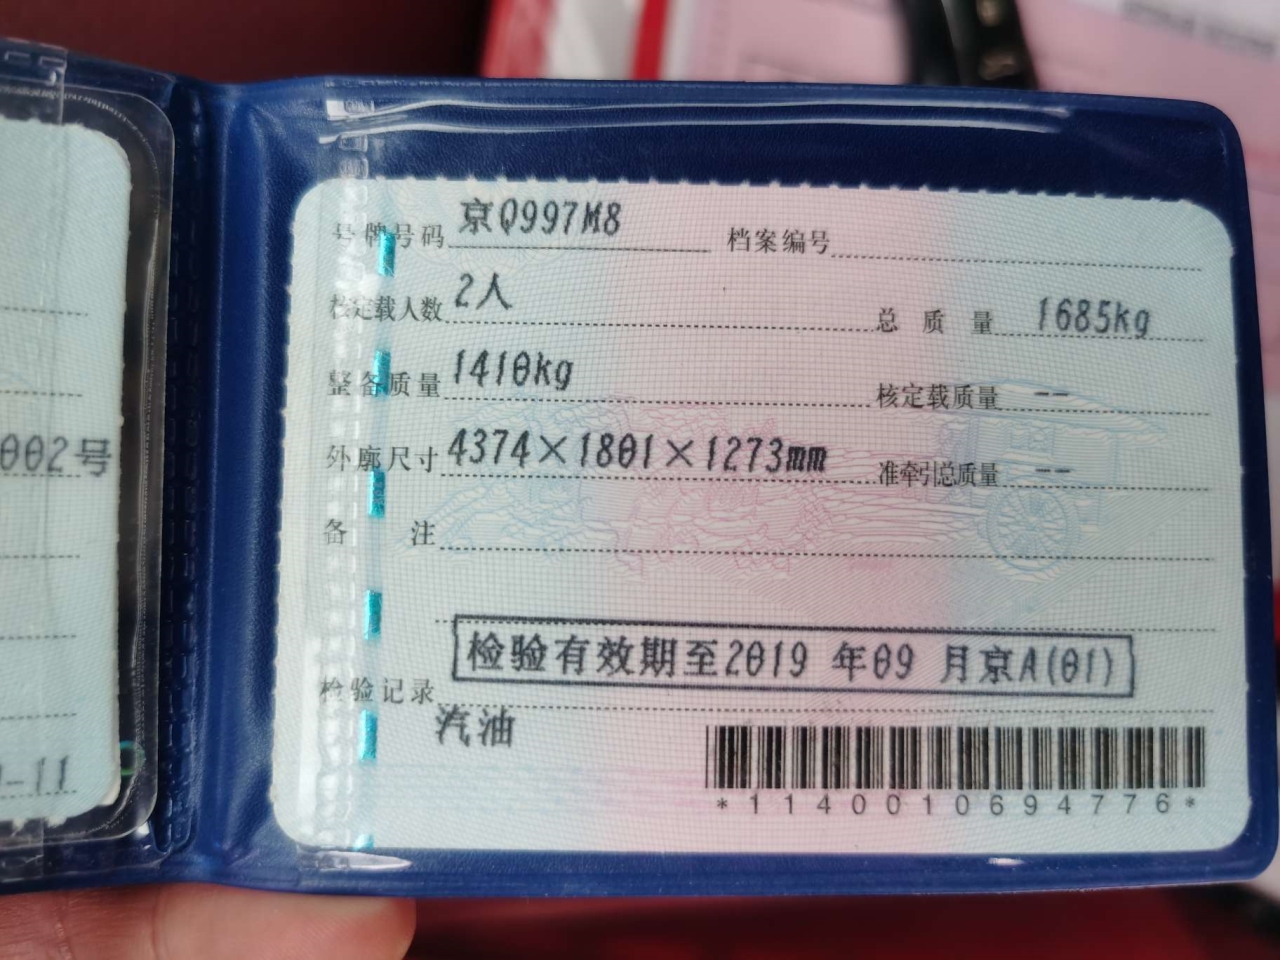 002号
-11
号牌号码 京Q997M8 档案编号
核定载人数 2人 总质量 1685kg
整备质量 1410kg 核定载质量 --
外廓尺寸 4374×1801×1273mm 准牵引总质量 --
备注
检验有效期至2019 年09 月京A(01)
检验记录
汽油
*1140010694776*